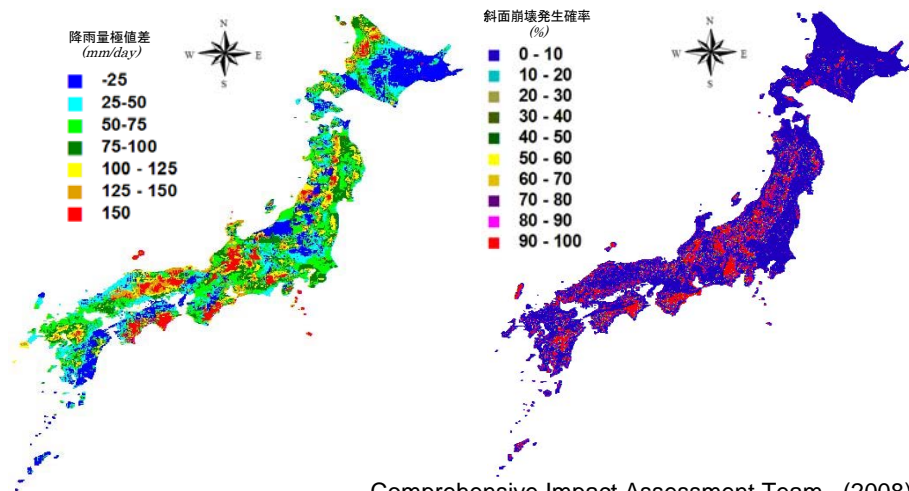 降雨量極値差
(mm/day)
-25
25-50
50-75
75-100
100 - 125
125 - 150
150
N
W
E
S
斜面崩壊発生確率
(%)
0 - 10
10 - 20
20 - 30
30 - 40
40 - 50
50 - 60
60 - 70
70 - 80
80 - 90
90 - 100
N
W
E
S
Comprehensive Impact Assessment Team (2008)